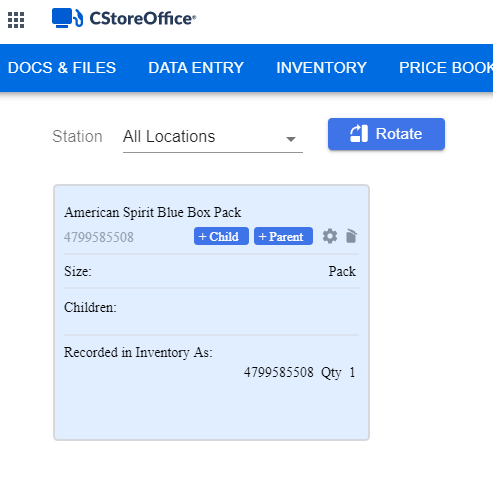 CStoreOffice®
DOCS & FILES DATA ENTRY INVENTORY PRICE BOOK
Station All Locations Rotate
American Spirit Blue Box Pack
4799585508 + Child + Parent
Size: Pack
Children:
Recorded in Inventory As:
4799585508 Qty 1